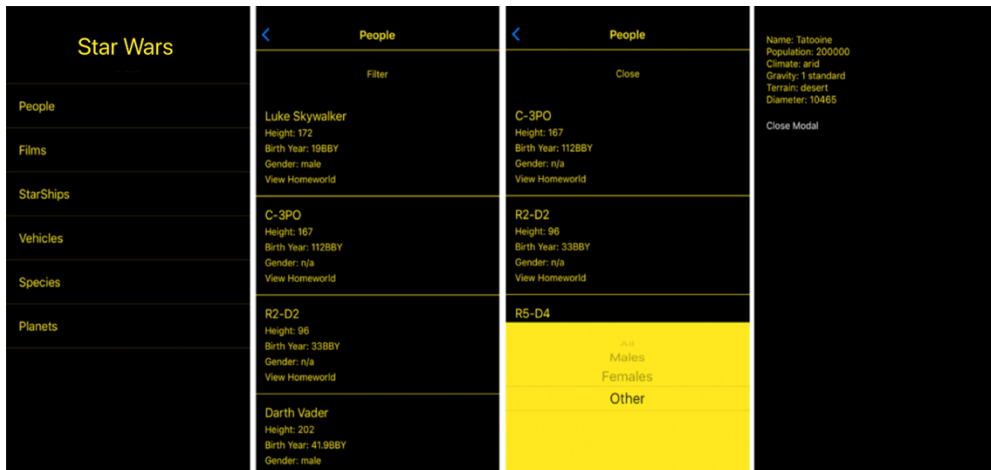 Star Wars
People
Films
StarShips
Vehicles
Species
Planets
People
Filter
Luke Skywalker
Height: 172
Birth Year: 19BBY
Gender: male
View Homeworld
C-3PO
Height: 167
Birth Year: 112BBY
Gender: n/a
View Homeworld
R2-D2
Height: 96
Birth Year: 33BBY
Gender: n/a
View Homeworld
Darth Vader
Height: 202
Birth Year: 41.9BBY
Gender: male
People
Close
C-3PO
Height: 167
Birth Year: 112BBY
Gender: n/a
View Homeworld
R2-D2
Height: 96
Birth Year: 33BBY
Gender: n/a
View Homeworld
R5-D4
All
Males
Females
Other
Name: Tatooine
Population: 200000
Climate: arid
Gravity: 1 standard
Terrain: desert
Diameter: 10465
Close Modal